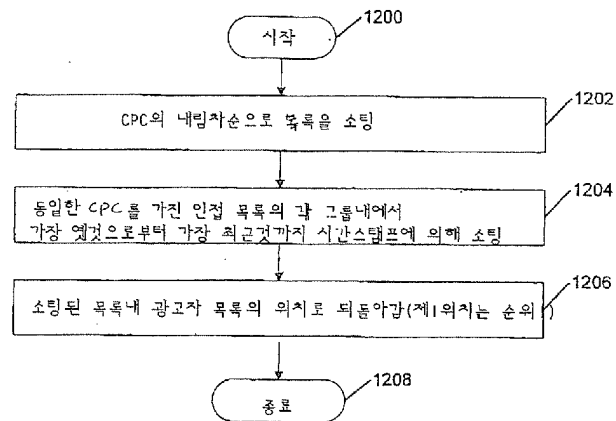 시작
1200
CPC의 내림차순으로 목록을 소팅
1202
동일한 CPC를 가진 인접 목록의 각 그룹내에서
가장 옛것으로부터 가장 최근것까지 시간스탬프에 의해 소팅
1204
소팅된 목록내 광고자 목록의 위치로 되돌아감(제1위치는 순위 )
1206
종료
1208